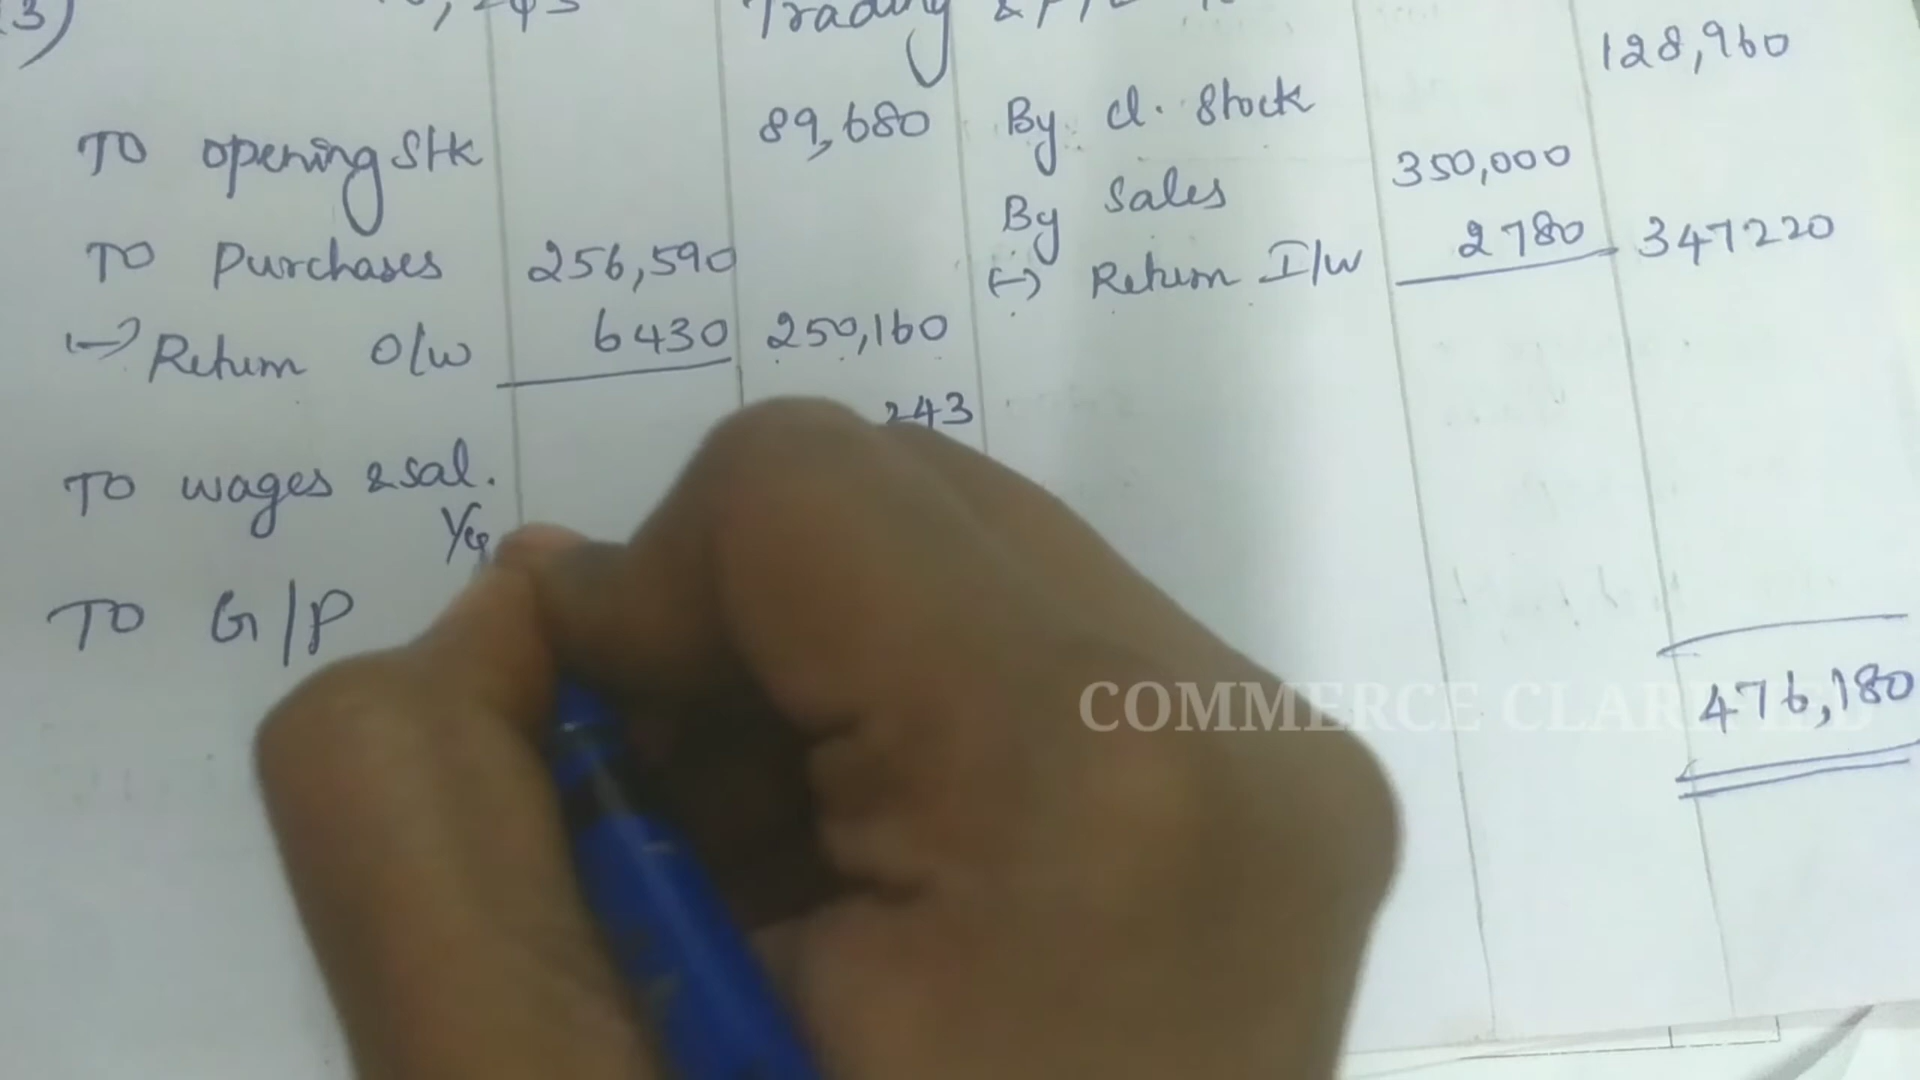 3)
Trading &
128,960
To opening Stk 89,680 By cl. Stock
By Sales 350,000
To Purchases 256,590 (-) Return I/W 2780 347220
(-) Return O/W 6430 250,160
243
To wages & sal.
To G/P
476,180
COMMERCE CLARIFIED